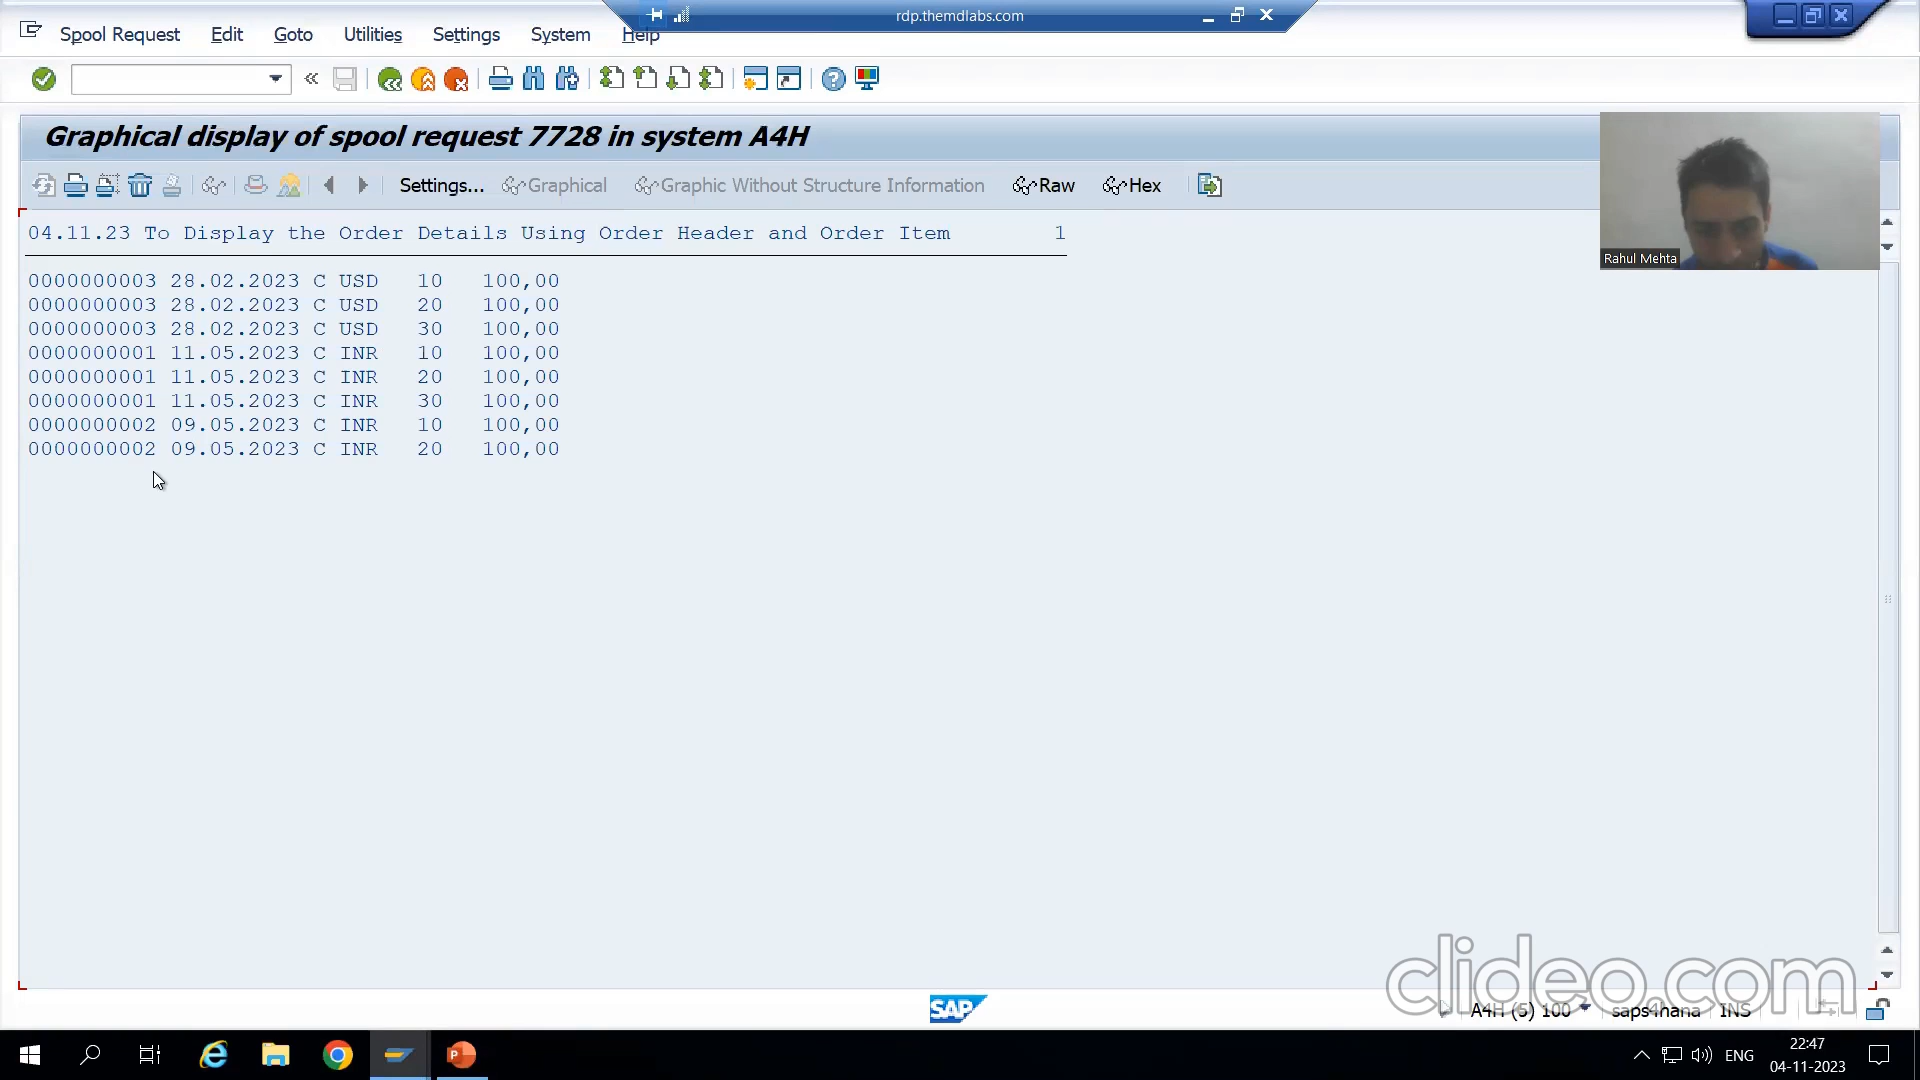 rdp.themdlabs.com
Spool Request Edit Goto Utilities Settings System Help
Graphical display of spool request 7728 in system A4H
Settings... Graphical Graphic Without Structure Information Raw Hex
04.11.23 To Display the Order Details Using Order Header and Order Item 1
0000000003 28.02.2023 C USD 10 100,00
0000000003 28.02.2023 C USD 20 100,00
0000000003 28.02.2023 C USD 30 100,00
0000000001 11.05.2023 C INR 10 100,00
0000000001 11.05.2023 C INR 20 100,00
0000000001 11.05.2023 C INR 30 100,00
0000000002 09.05.2023 C INR 10 100,00
0000000002 09.05.2023 C INR 20 100,00
Rahul Mehta
clideo.com
SAP
A4H (5) 100 saps4hana INS
ENG
22:47
04-11-2023